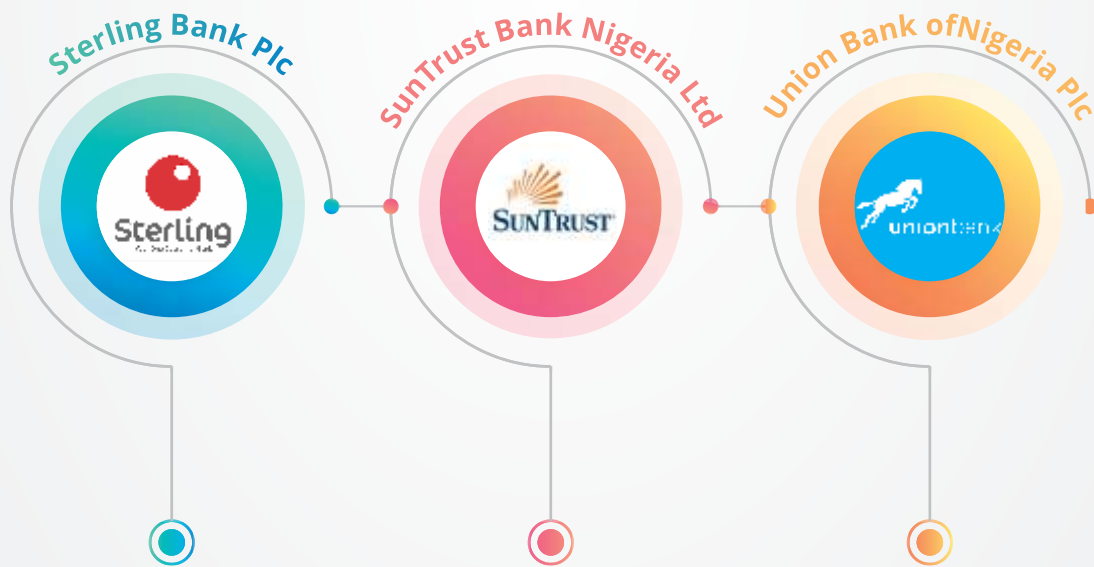 Sterling Bank Plc
SunTrust Bank Nigeria Ltd
Union Bank ofNigeria Plc
Sterling
SUNTRUST
unionbank